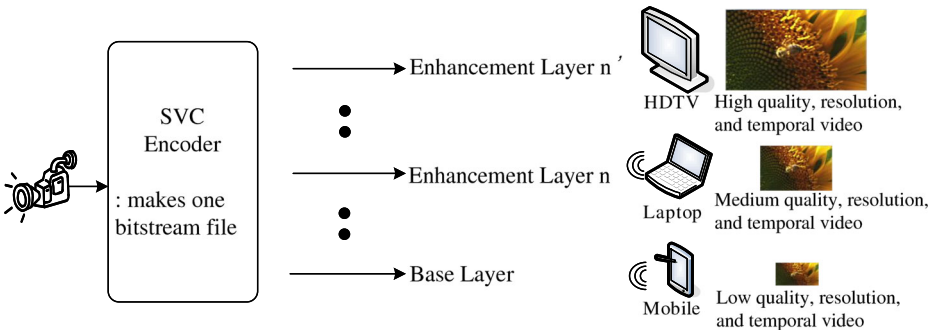 SVC
Encoder
: makes one
bitstream file
Enhancement Layer n ′
HDTV
High quality, resolution,
and temporal video
Enhancement Layer n
Laptop
Medium quality, resolution,
and temporal video
Base Layer
Mobile
Low quality, resolution,
and temporal video